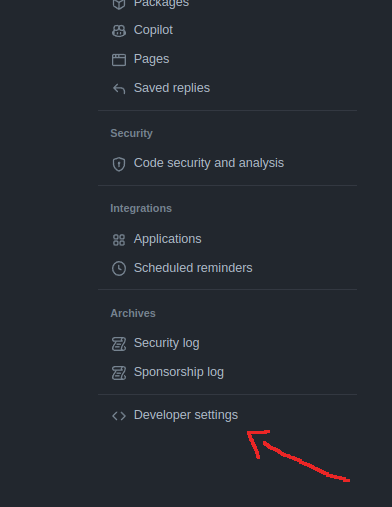 Packages
Copilot
Pages
Saved replies
Security
Code security and analysis
Integrations
Applications
Scheduled reminders
Archives
Security log
Sponsorship log
Developer settings